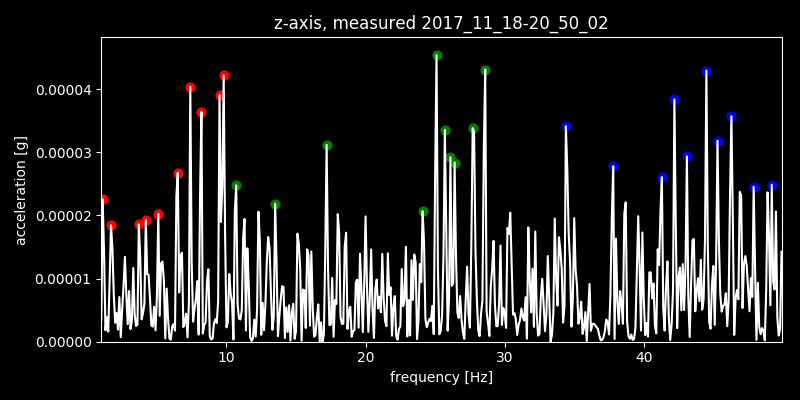 z-axis, measured 2017_11_18-20_50_02
acceleration [g]
0.00004
0.00003
0.00002
0.00001
0.00000
10 20 30 40
frequency [Hz]